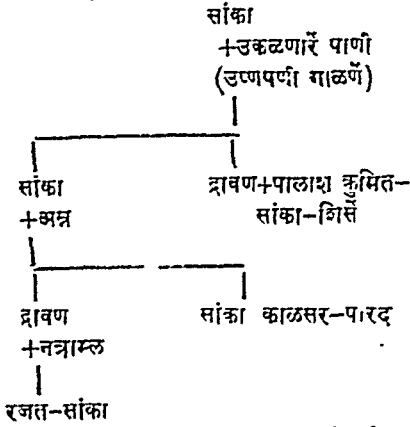 सांका
+उकळणारें पाणी
(उष्णपणी गाळणें)
सांका
+अम्न
द्रावण+पालाश क्रुमित-
सांका-शिसें
द्रावण
+नत्राम्ल
सांका काळसर-पारद
रजत-सांका